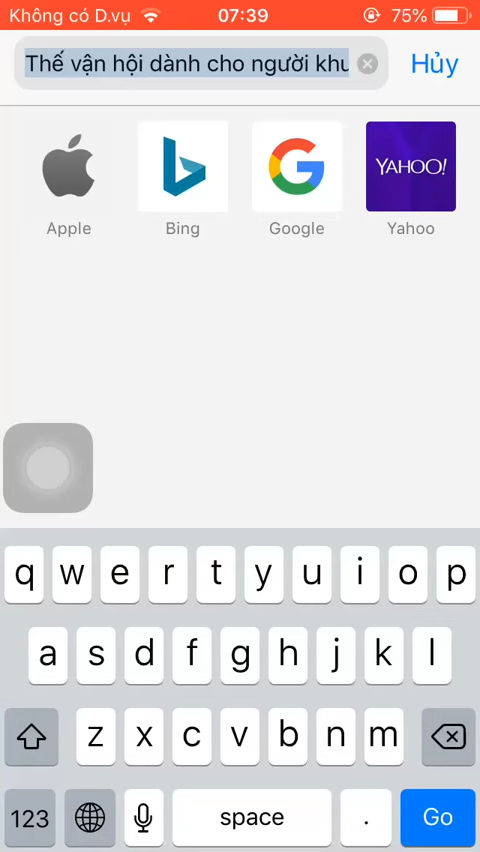 Không có D.vụ 07:39 75%
Thế vận hội dành cho người Hủy
YAHOO!
Apple Bing Google Yahoo
q w e r t y u i o p
a s d f g h j k l
z x c v b n m
123 space . Go